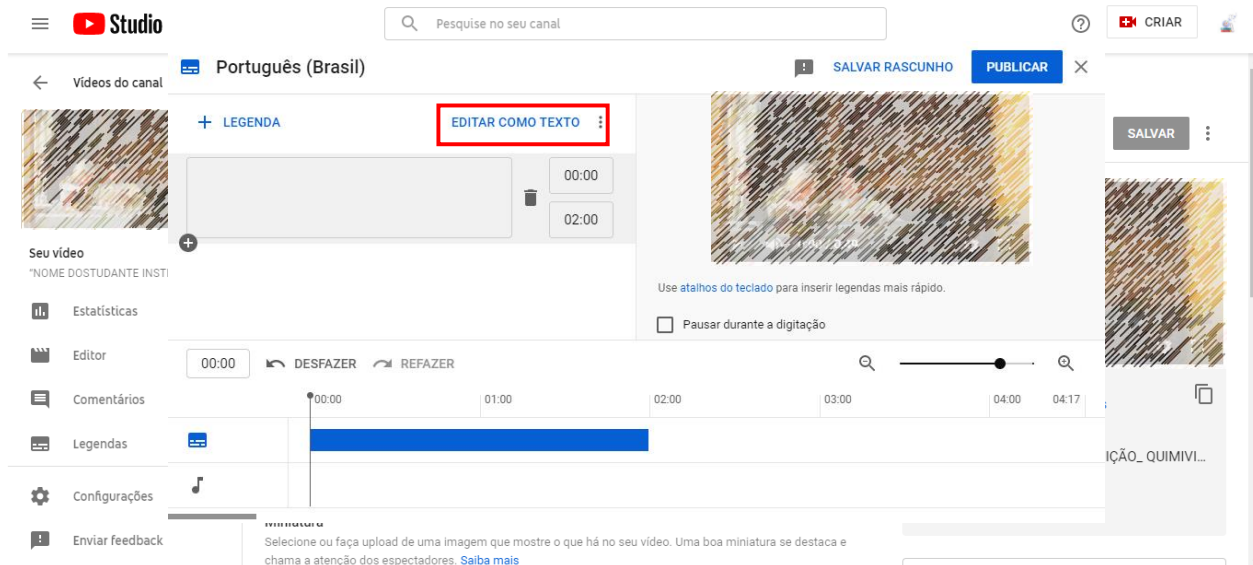 Studio
Pesquise no seu canal
CRIAR
Vídeos do canal
Português (Brasil)
SALVAR RASCUNHO
PUBLICAR
+ LEGENDA
EDITAR COMO TEXTO
SALVAR
00:00
02:00
Seu vídeo
"NOME DOSTUDANTE INSTI
Use atalhos do teclado para inserir legendas mais rápido.
Pausar durante a digitação
Estatísticas
Editor
Comentários
Legendas
Configurações
Enviar feedback
00:00
DESFAZER
REFAZER
00:00
01:00
02:00
03:00
04:00
04:17
IÇÃO_ QUIMIVI...
Miniatura
Selecione ou faça upload de uma imagem que mostre o que há no seu vídeo. Uma boa miniatura se destaca e
chama a atenção dos espectadores. Saiba mais